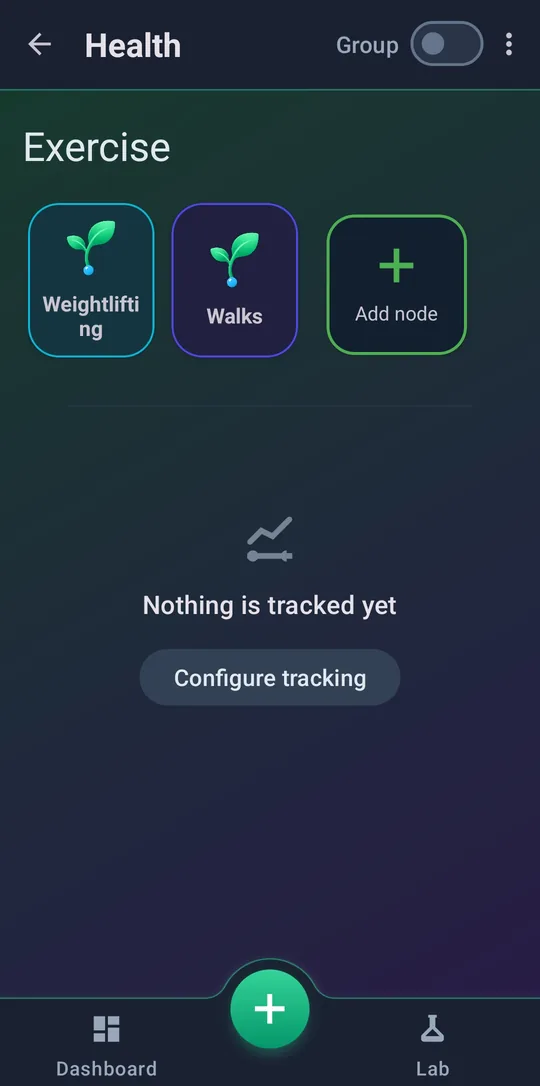 Health
Group
Exercise
Weightlifti
ng
Walks
Add node
Nothing is tracked yet
Configure tracking
Dashboard
Lab